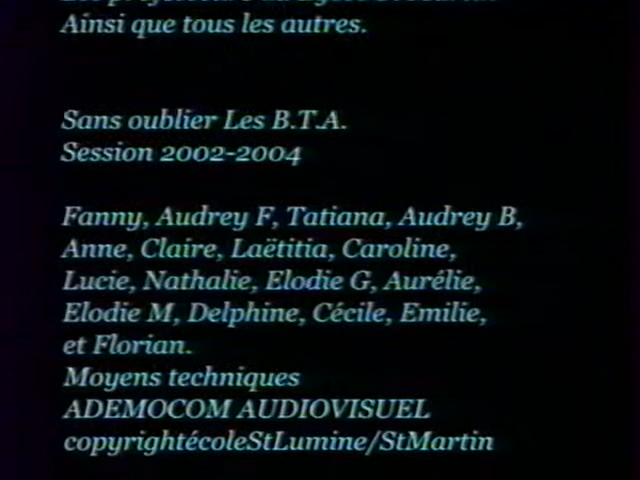 Ainsi que tous les autres.
Sans oublier Les B.T.A.
Session 2002-2004
Fanny, Audrey F, Tatiana, Audrey B,
Anne, Claire, Laëtitia, Caroline,
Lucie, Nathalie, Elodie G, Aurélie,
Elodie M, Delphine, Cécile, Emilie,
et Florian.
Moyens techniques
ADEMOCOM AUDIOVISUEL
copyrightécoleStLumine/StMartin